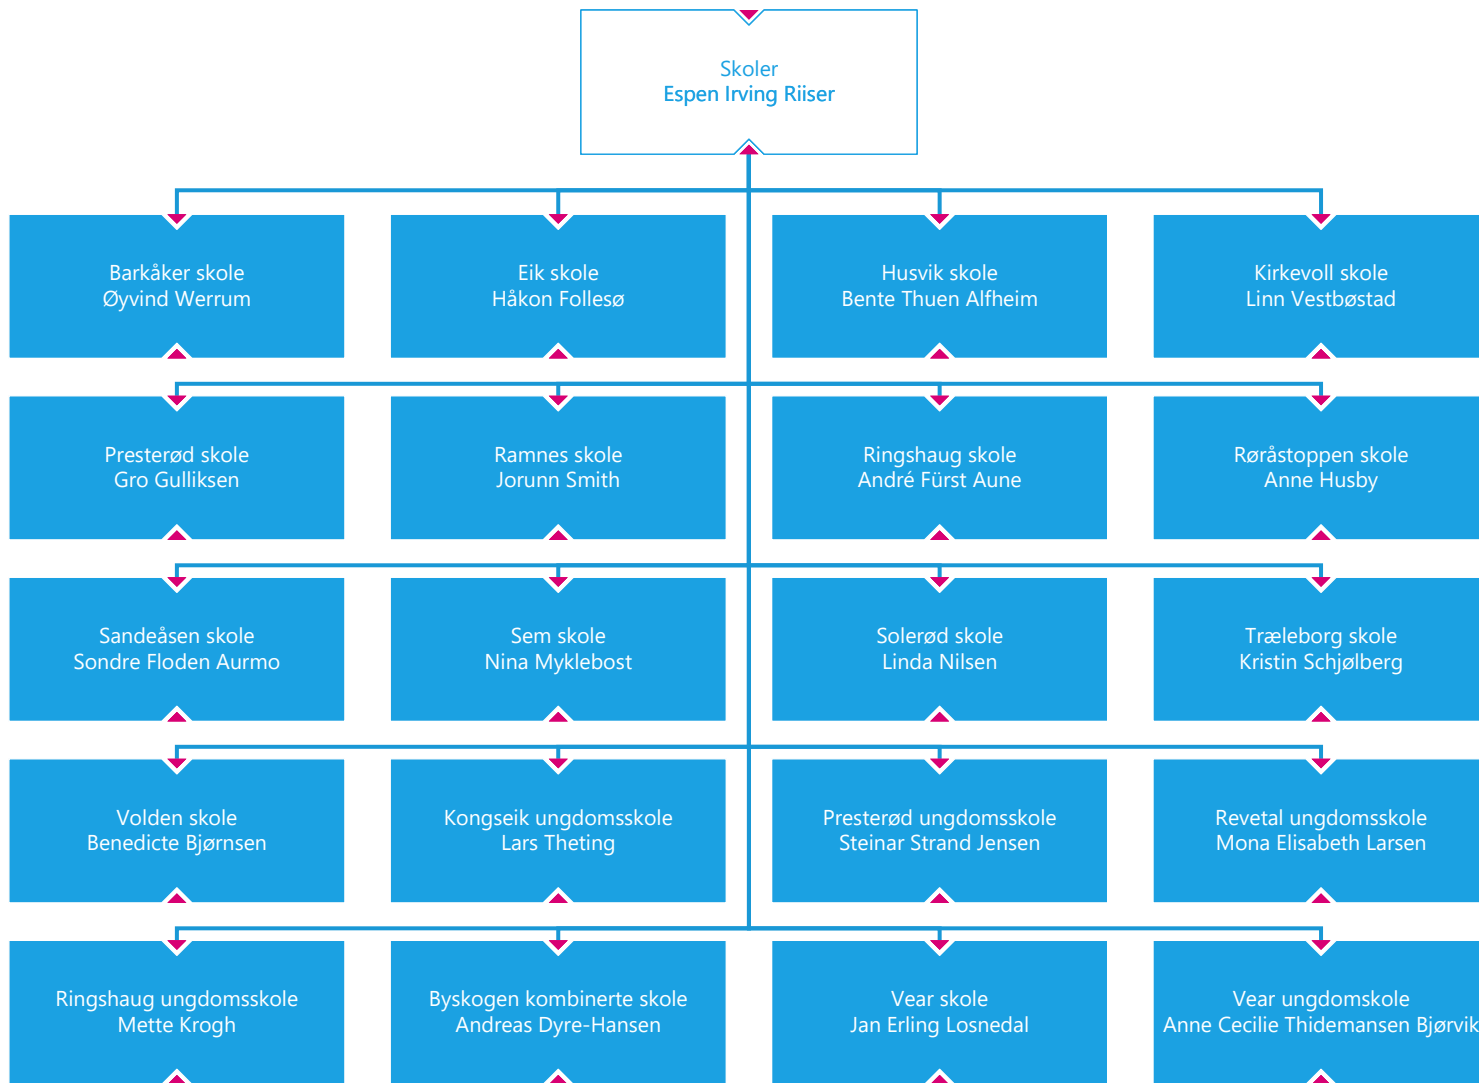 Skoler
Espen Irving Riiser
Barkåker skole
Øyvind Werrum
Eik skole
Håkon Follesø
Husvik skole
Bente Thuen Alfheim
Kirkevoll skole
Linn Vestbøstad
Presterød skole
Gro Gulliksen
Ramnes skole
Jorunn Smith
Ringshaug skole
André Fürst Aune
Røråstoppen skole
Anne Husby
Sandeåsen skole
Sondre Floden Aurmo
Sem skole
Nina Myklebost
Solerød skole
Linda Nilsen
Træleborg skole
Kristin Schjølberg
Volden skole
Benedicte Bjørnsen
Kongseik ungdomsskole
Lars Theting
Presterød ungdomsskole
Steinar Strand Jensen
Revetal ungdomsskole
Mona Elisabeth Larsen
Ringshaug ungdomsskole
Mette Krogh
Byskogen kombinerte skole
Andreas Dyre-Hansen
Vear skole
Jan Erling Losnedal
Vear ungdomskole
Anne Cecilie Thidemansen Bjørvik